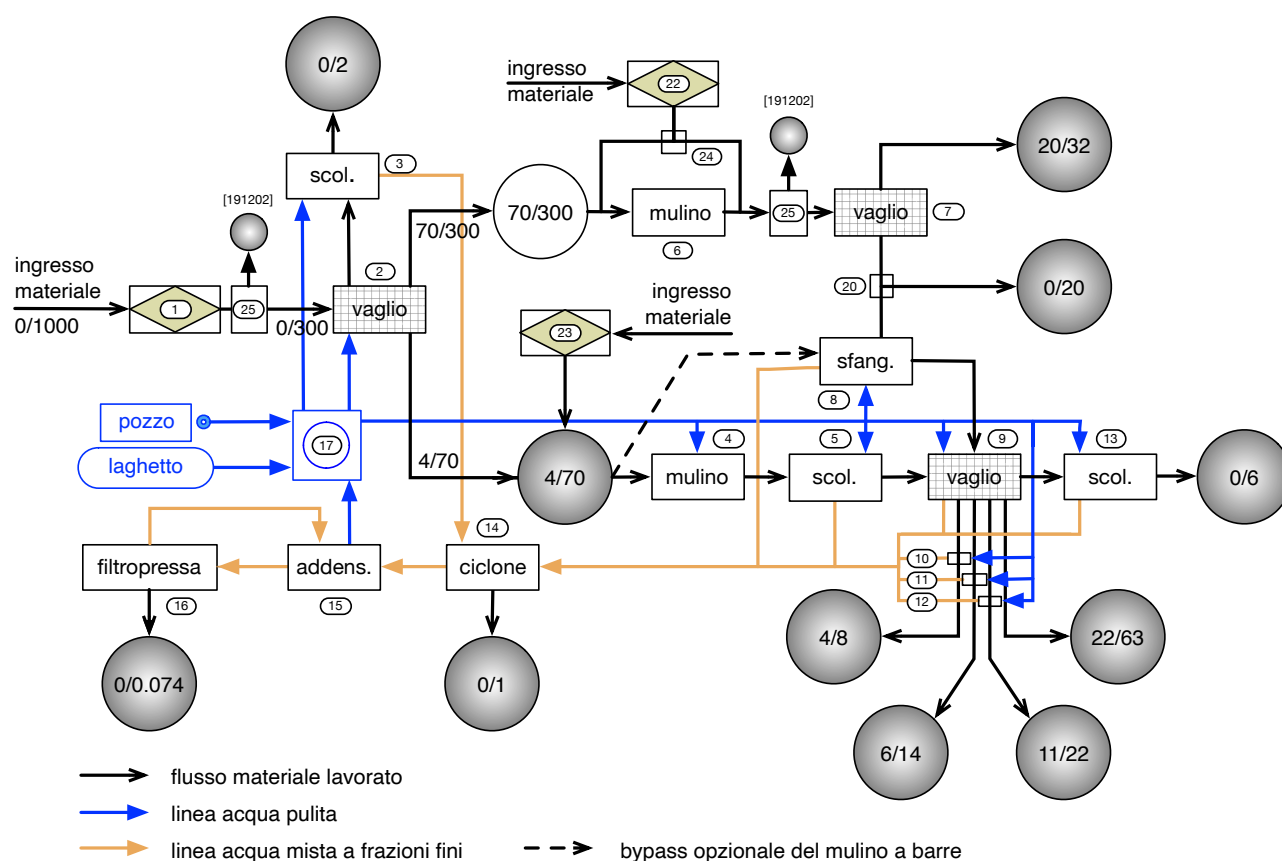 0/2
ingresso
materiale
22
[191202]
24
20/32
scol.
3
[191202]
70/300
mulino
25
vaglio
7
6
70/300
2
ingresso
materiale
0/1000
1
25
0/300
vaglio
ingresso
materiale
23
20
0/20
sfang.
8
pozzo
laghetto
17
4/70
4/70
4
5
9
13
mulino
scol.
vaglio
scol.
0/6
14
filtropressa
addens.
ciclone
16
15
10
11
12
0/0.074
0/1
4/8
22/63
6/14
11/22
flusso materiale lavorato
linea acqua pulita
linea acqua mista a frazioni fini
bypass opzionale del mulino a barre